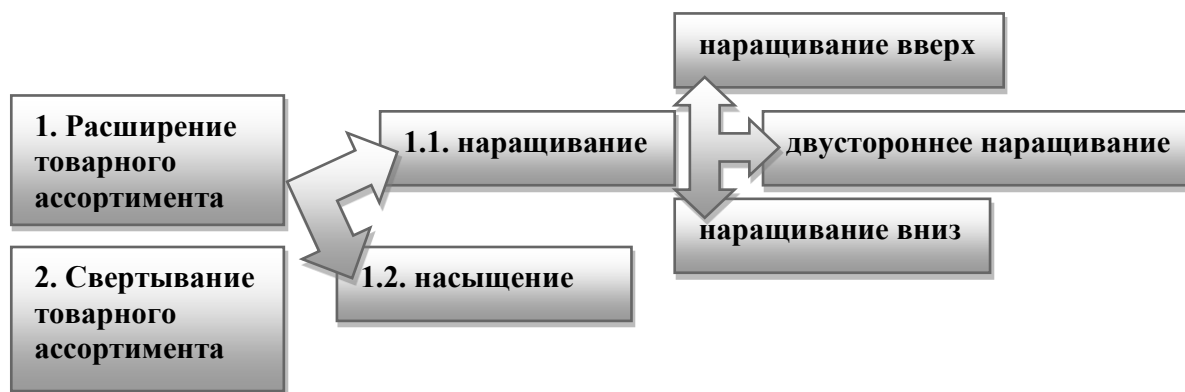 наращивание вверх
1. Расширение
товарного
ассортимента
1.1. наращивание
двустороннее наращивание
наращивание вниз
2. Свертывание
товарного
ассортимента
1.2. насыщение